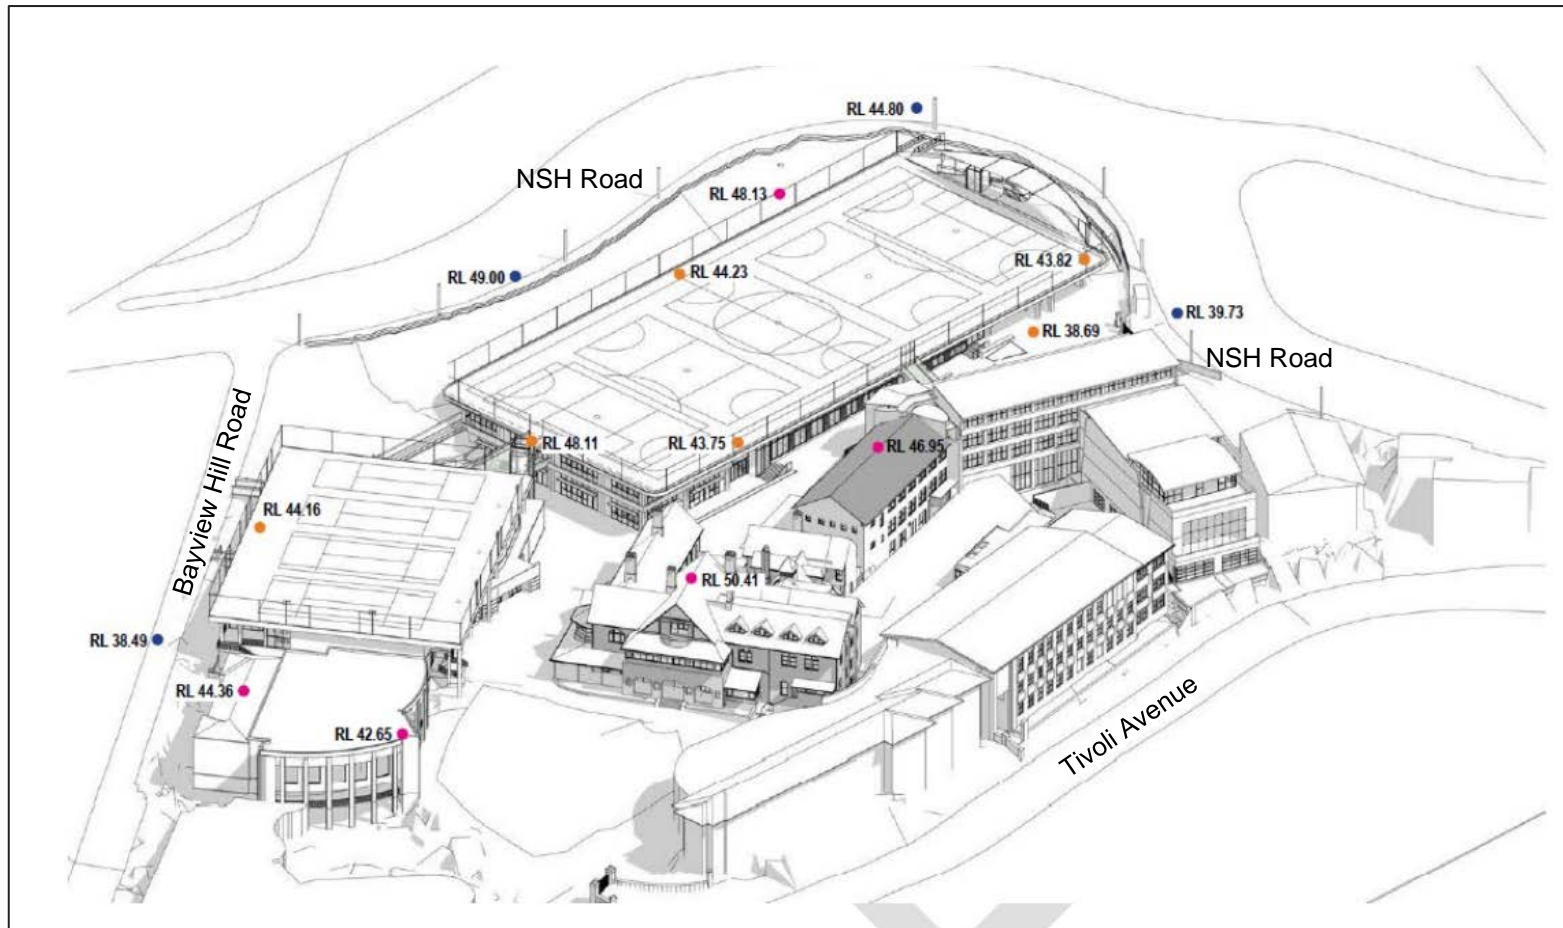 RL 44.80
NSH Road
RL 48.13
RL 49.00
RL 44.23
RL 43.82
RL 39.73
RL 38.69
NSH Road
Bayview Hill Road
RL 48.11
RL 43.75
RL 46.95
RL 44.16
RL 50.41
RL 38.49
RL 44.36
RL 42.65
Tivoli Avenue